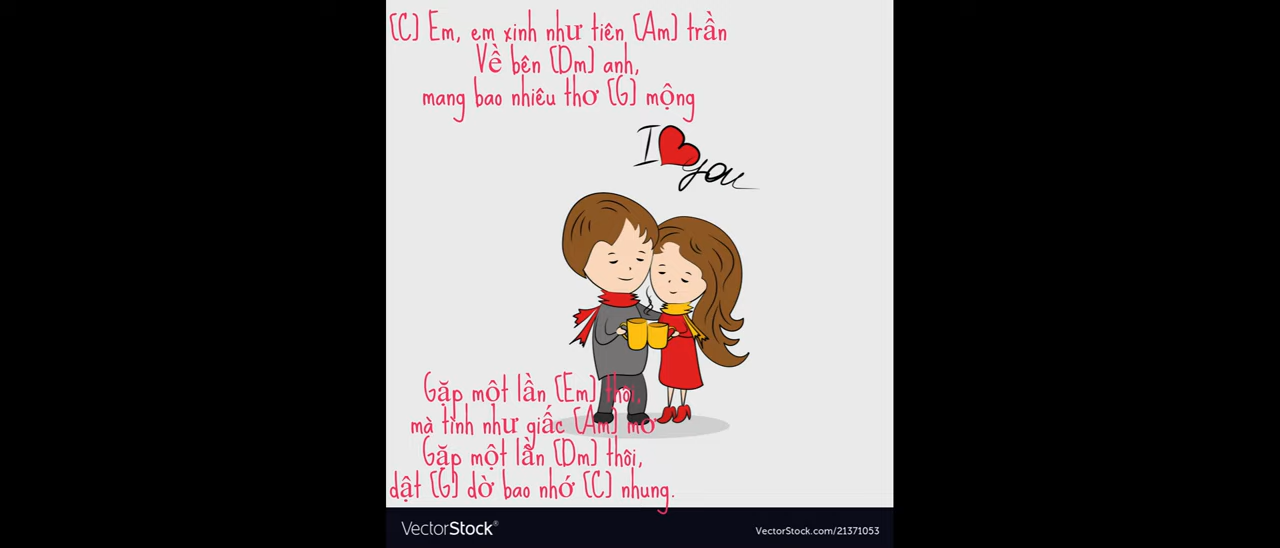 [C] Em, em xinh như tiên [Am] trần
Về bên [Dm] anh,
mang bao nhiêu thơ [G] mộng
I you
Gặp một lần [Em] thôi,
mà tình như giấc [Am] mơ
Gặp một lần [Dm] thôi,
dật [G] dờ bao nhớ [C] nhung.
VectorStock®
VectorStock.com/21371053